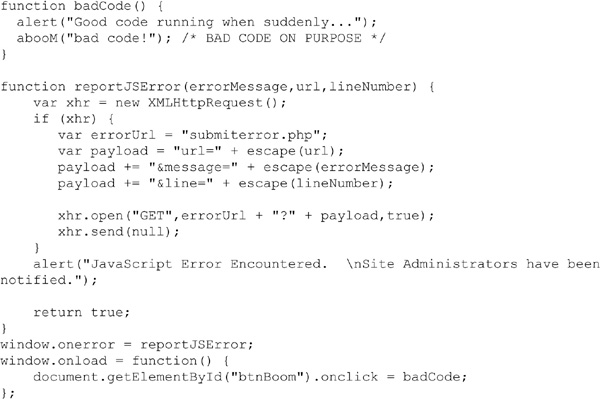 function badCode() {
  alert("Good code running when suddenly...");
  abooM("bad code!"); /* BAD CODE ON PURPOSE */
}

function reportJSError(errorMessage,url,lineNumber) {
    var xhr = new XMLHttpRequest();
    if (xhr) {
       var errorUrl = "submiterror.php";
       var payload = "url=" + escape(url);
       payload += "&message=" + escape(errorMessage);
       payload += "&line=" + escape(lineNumber);

       xhr.open("GET",errorUrl + "?" + payload,true);
       xhr.send(null);
    }
    alert("JavaScript Error Encountered.  \nSite Administrators have been
notified.");

    return true;
}
window.onerror = reportJSError;
window.onload = function() {
    document.getElementById("btnBoom").onclick = badCode;
};